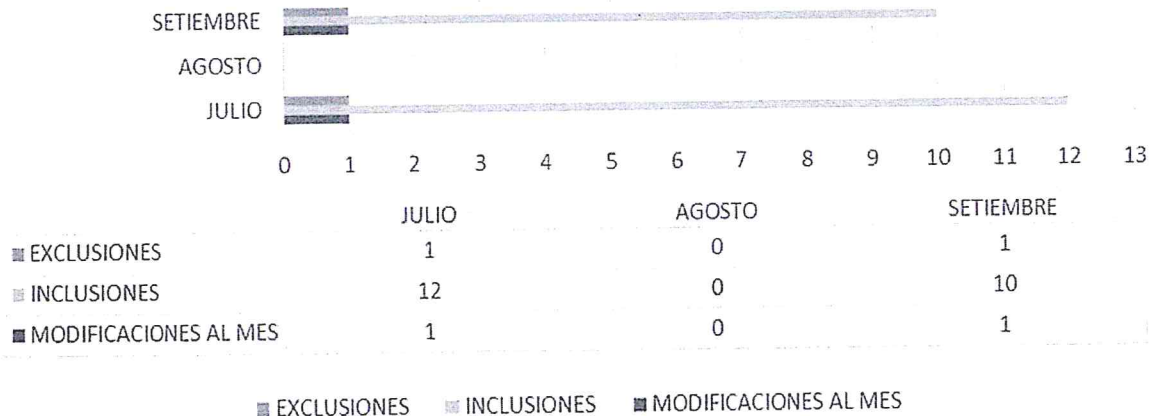 SETIEMBRE
AGOSTO
JULIO
0 1 2 3 4 5 6 7 8 9 10 11 12 13
JULIO AGOSTO SETIEMBRE
EXCLUSIONES 1 0 1
INCLUSIONES 12 0 10
MODIFICACIONES AL MES 1 0 1
EXCLUSIONES INCLUSIONES MODIFICACIONES AL MES